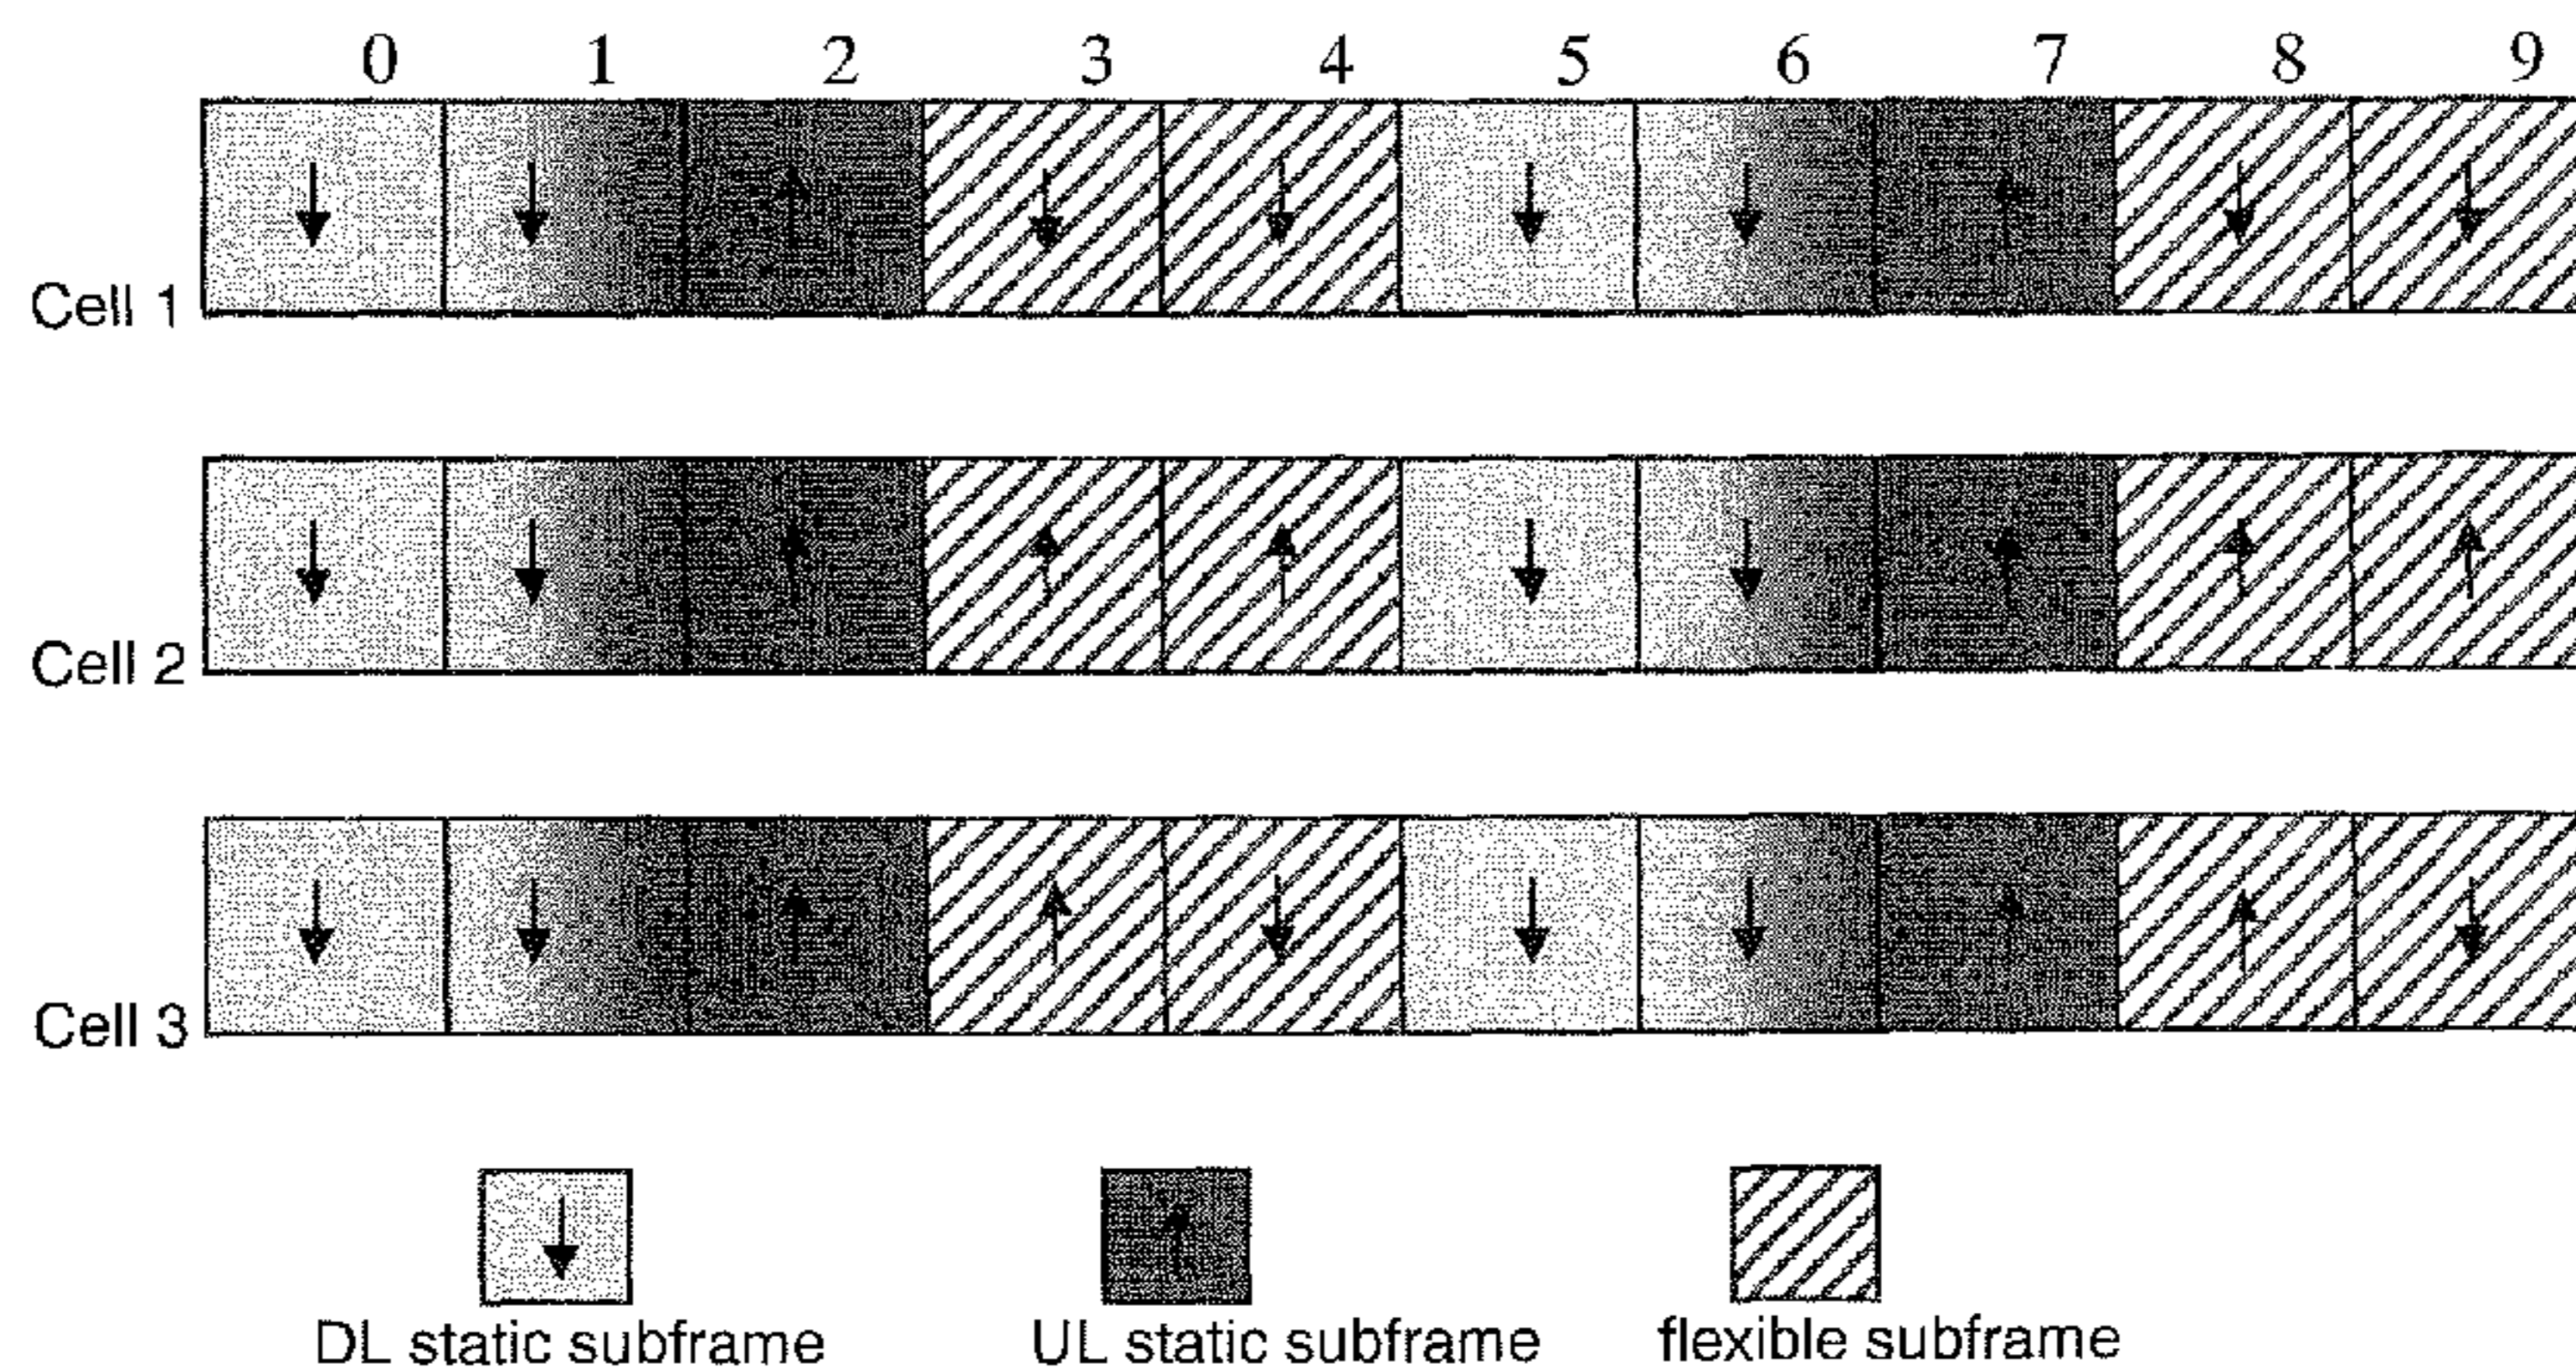 0 1 2 3 4 5 6 7 8 9
Cell 1
Cell 2
Cell 3
DL static subframe UL static subframe flexible subframe